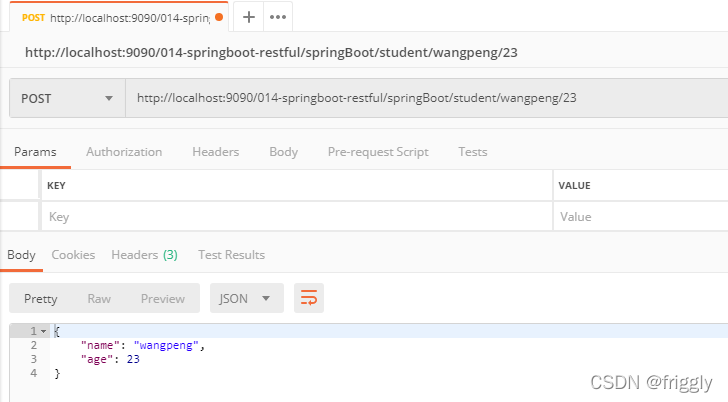 POST http://localhost:9090/014-spring
http://localhost:9090/014-springboot-restful/springBoot/student/wangpeng/23
POST http://localhost:9090/014-springboot-restful/springBoot/student/wangpeng/23
Params Authorization Headers Body Pre-request Script Tests
KEY VALUE
Key Value
Body Cookies Headers (3) Test Results
Pretty Raw Preview JSON
1 {
2 "name": "wangpeng",
3 "age": 23
4 }
CSDN @friggly